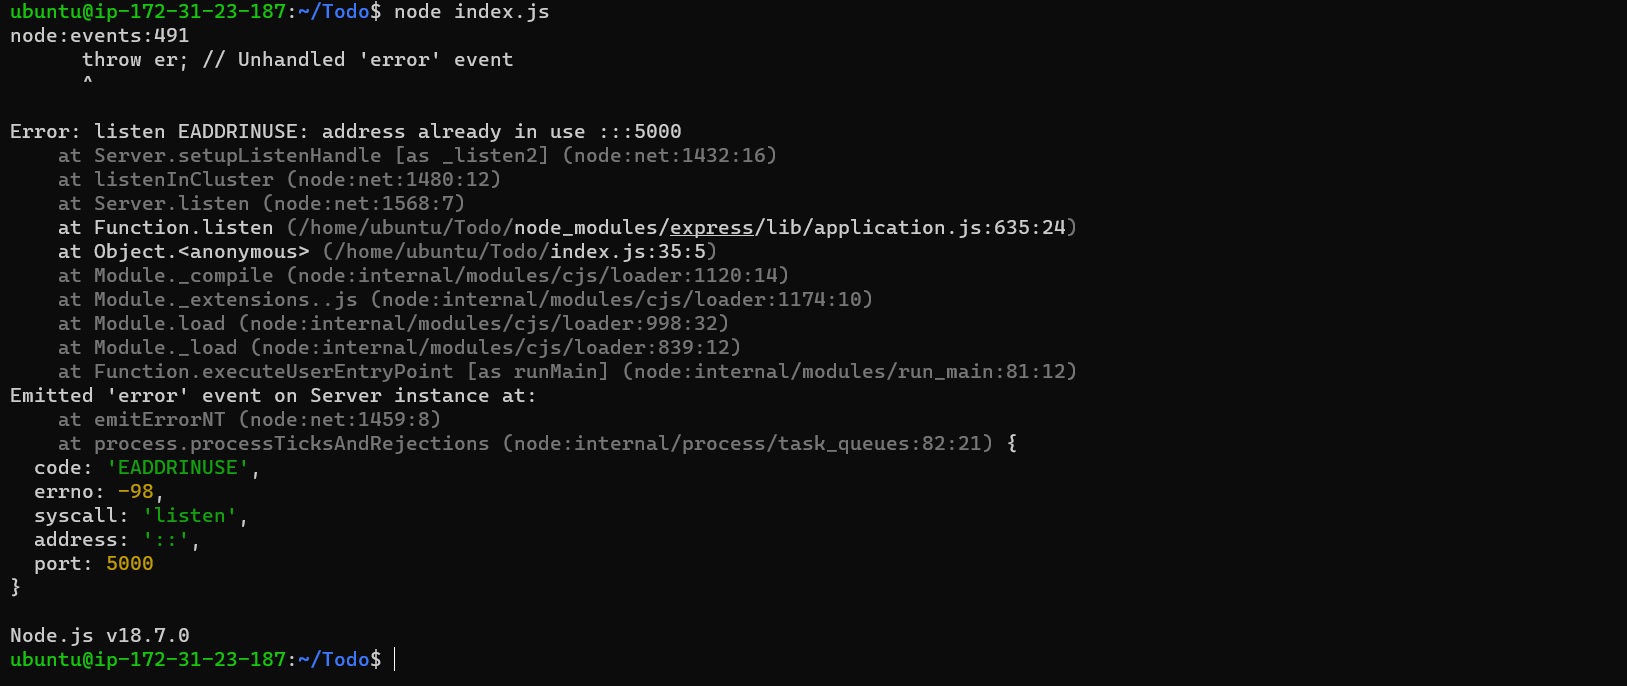 ubuntu@ip-172-31-23-187:~/Todo$ node index.js
node:events:491
      throw er; // Unhandled 'error' event
      ^

Error: listen EADDRINUSE: address already in use :::5000
    at Server.setupListenHandle [as _listen2] (node:net:1432:16)
    at listenInCluster (node:net:1480:12)
    at Server.listen (node:net:1568:7)
    at Function.listen (/home/ubuntu/Todo/node_modules/express/lib/application.js:635:24)
    at Object.<anonymous> (/home/ubuntu/Todo/index.js:35:5)
    at Module._compile (node:internal/modules/cjs/loader:1120:14)
    at Module._extensions..js (node:internal/modules/cjs/loader:1174:10)
    at Module.load (node:internal/modules/cjs/loader:998:32)
    at Module._load (node:internal/modules/cjs/loader:839:12)
    at Function.executeUserEntryPoint [as runMain] (node:internal/modules/run_main:81:12)
Emitted 'error' event on Server instance at:
    at emitErrorNT (node:net:1459:8)
    at process.processTicksAndRejections (node:internal/process/task_queues:82:21) {
  code: 'EADDRINUSE',
  errno: -98,
  syscall: 'listen',
  address: '::',
  port: 5000
}

Node.js v18.7.0
ubuntu@ip-172-31-23-187:~/Todo$